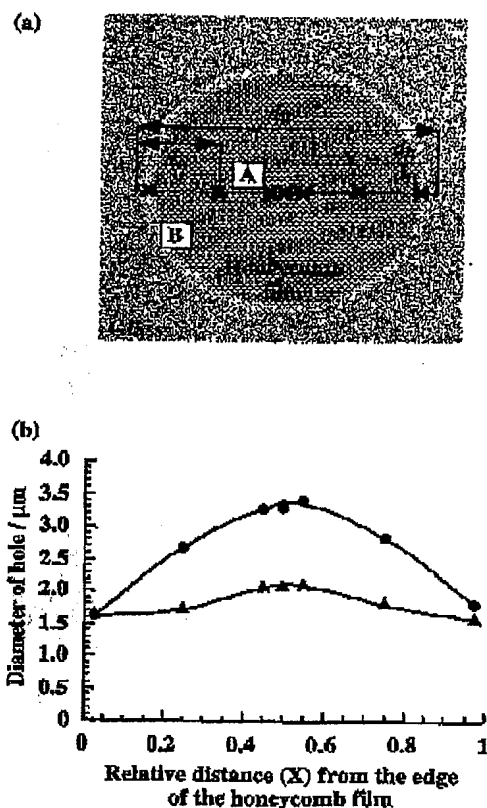 (a)
A
B
(b)
Diameter of hole / μm
4.0
3.5
3.0
2.5
2.0
1.5
1.0
0.5
0
0 0.2 0.4 0.6 0.8 1
Relative distance (X) from the edge
of the honeycomb film